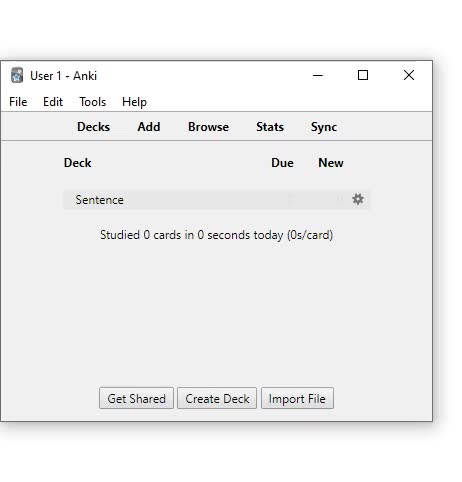 User 1 - Anki
File Edit Tools Help
Decks Add Browse Stats Sync
Deck Due New
Sentence
Studied 0 cards in 0 seconds today (0s/card)
Get Shared Create Deck Import File